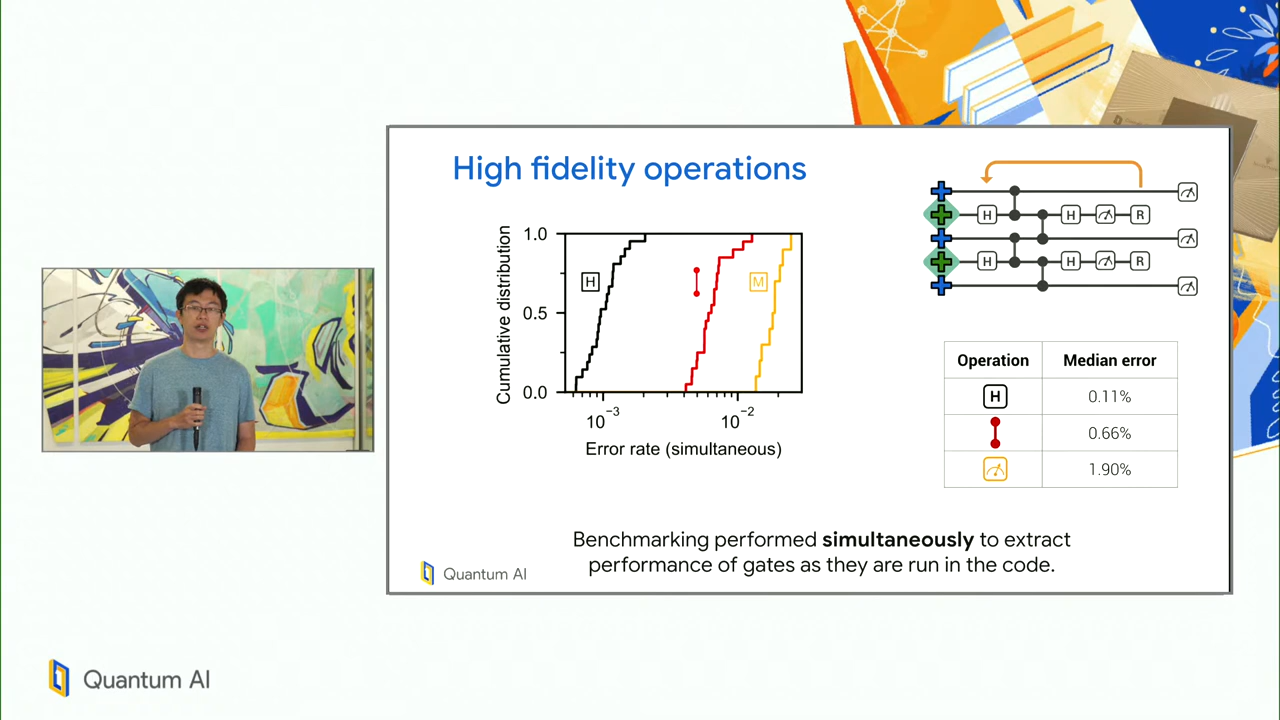 High fidelity operations
Cumulative distribution
1.0
0.5
0.0
H
M
10⁻³
10⁻²
Error rate (simultaneous)
H
H
R
H
H
R
Operation
Median error
H
0.11%
0.66%
1.90%
Benchmarking performed simultaneously to extract
performance of gates as they are run in the code.
Quantum AI
Quantum AI